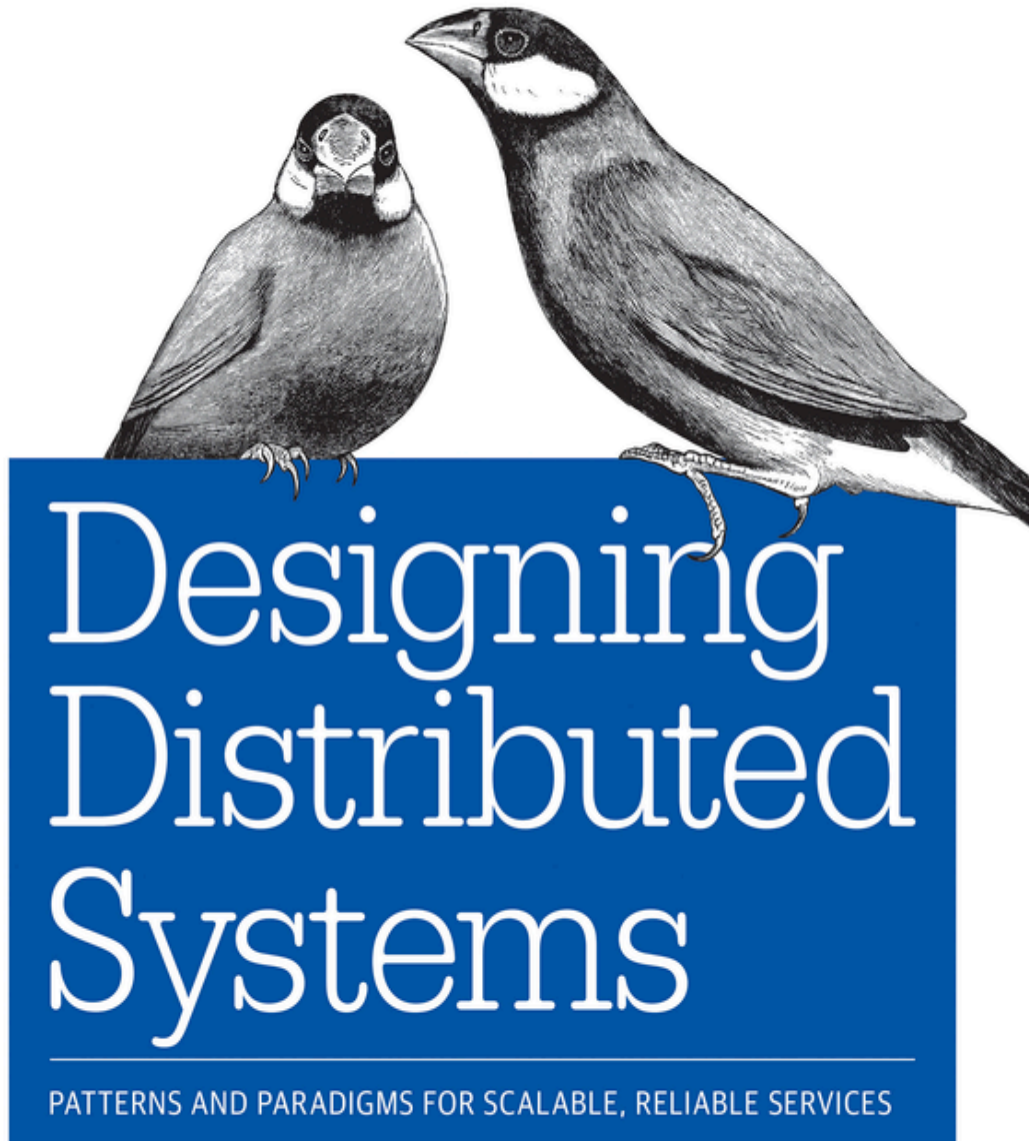 Designing
Distributed
Systems
PATTERNS AND PARADIGMS FOR SCALABLE, RELIABLE SERVICES